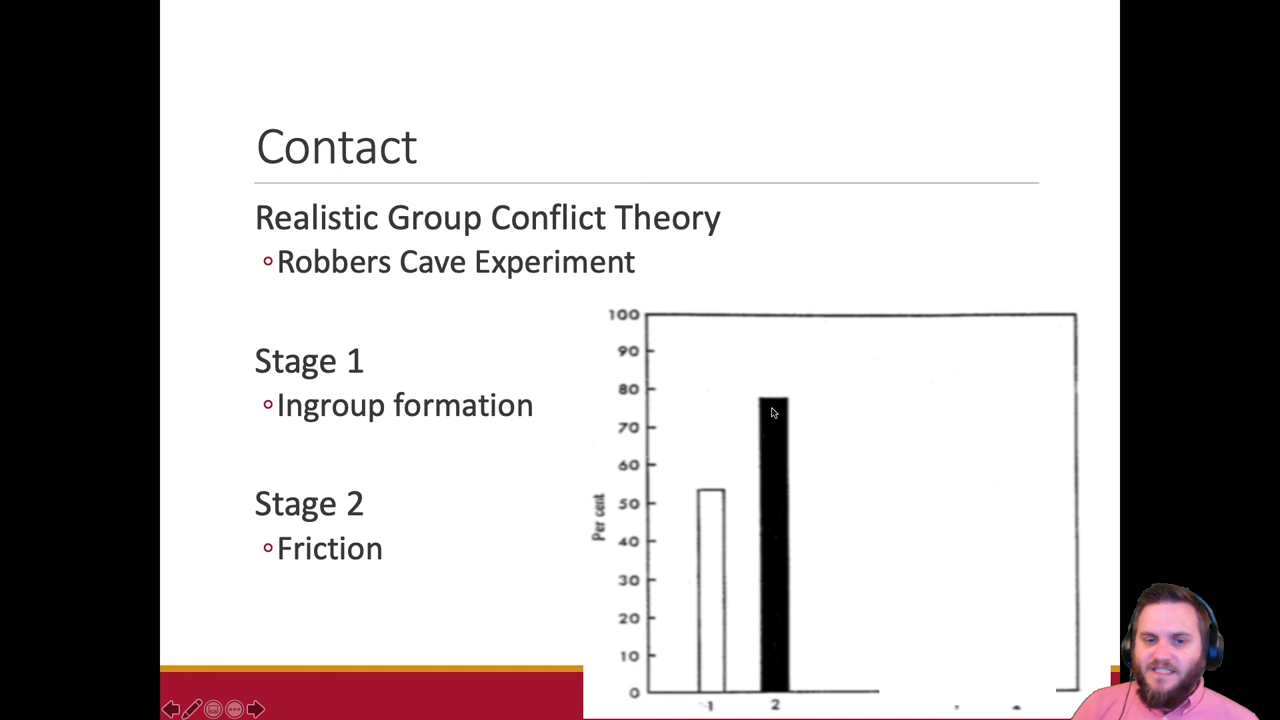 Contact
Realistic Group Conflict Theory
Robbers Cave Experiment
Stage 1
Ingroup formation
Stage 2
Friction
100
90
80
70
60
50
40
30
20
10
0
Per cent
1
2